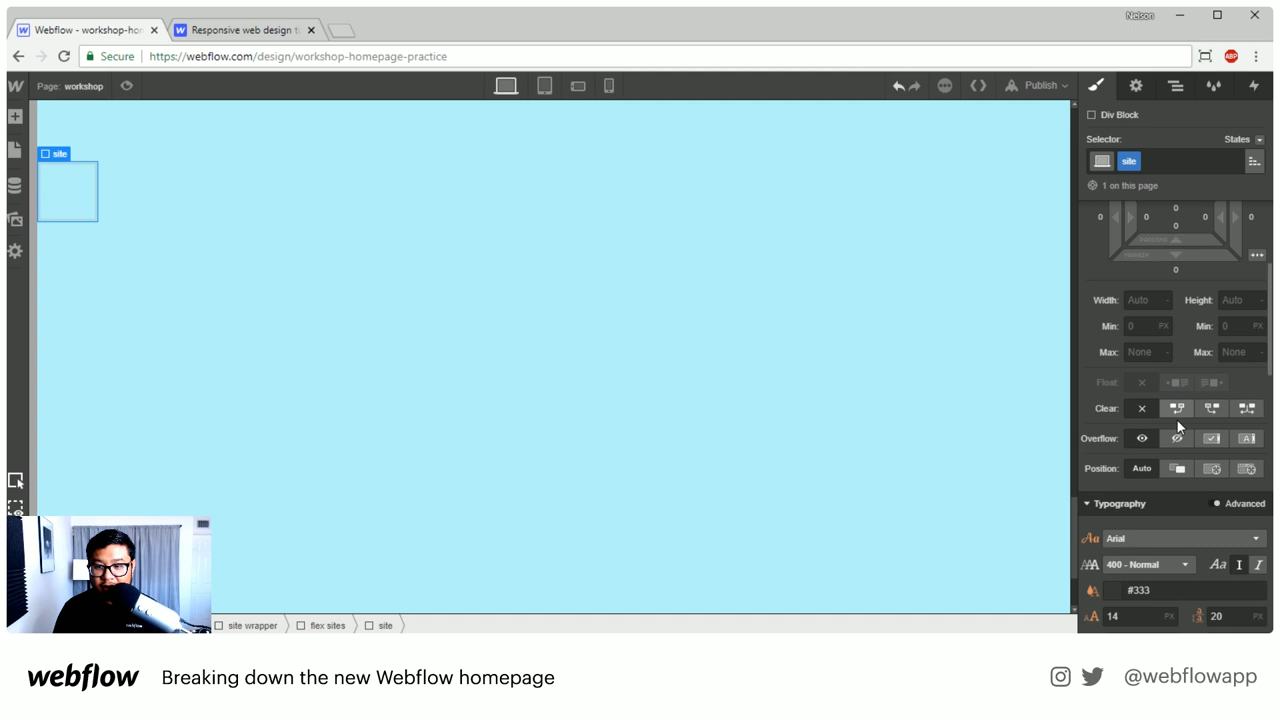 Nelson
Webflow - workshop-hom
Responsive web design t
Secure
https://webflow.com/design/workshop-homepage-practice
Page: workshop
Publish
Div Block
Selector:
States
site
site
1 on this page
0
0
0
0
0
0
PADDING
0
Width:
Auto
-
Height:
Auto
-
Min:
0
PX
Min:
0
PX
Max:
None
-
Max:
None
-
Float:
Clear:
Overflow:
Position:
Auto
Typography
Advanced
Aa
Arial
400 - Normal
Aa
I
I
#333
14
PX
20
PX
site wrapper
flex sites
site
webflow
Breaking down the new Webflow homepage
@webflowapp